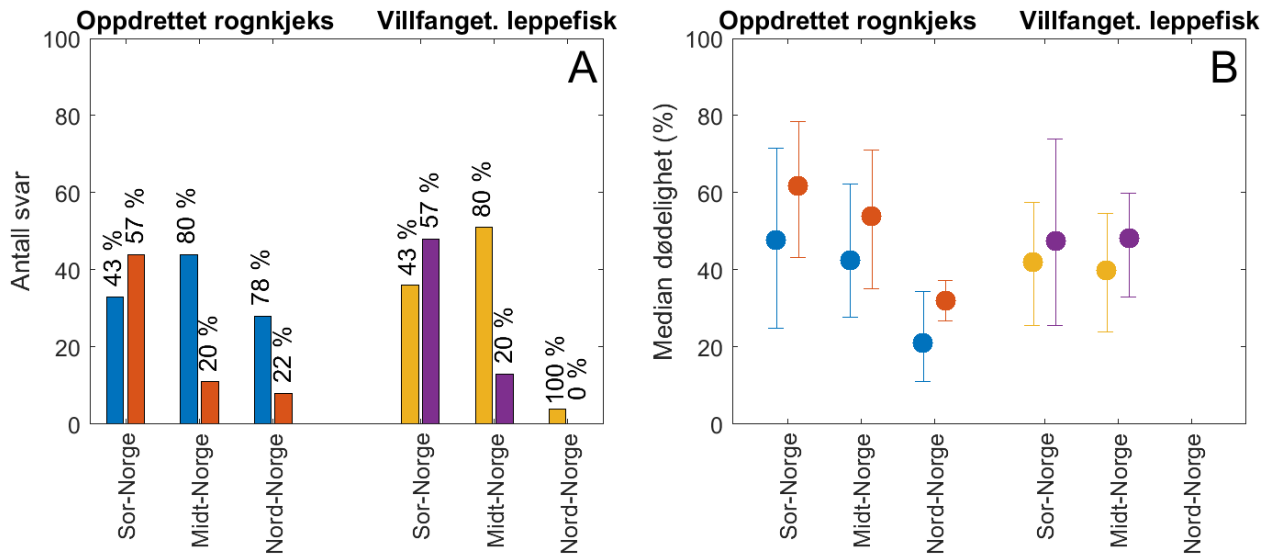 Oppdrettet rognkjeks
Villfanget. leppefisk
A
Antall svar
100
80
60
40
20
0
43 %
57 %
80 %
20 %
78 %
22 %
43 %
57 %
80 %
20 %
100 %
0 %
Sor-Norge
Midt-Norge
Nord-Norge
Sor-Norge
Midt-Norge
Nord-Norge
Oppdrettet rognkjeks
Villfanget. leppefisk
B
Median dødelighet (%)
100
80
60
40
20
0
Sor-Norge
Midt-Norge
Nord-Norge
Sor-Norge
Midt-Norge
Nord-Norge